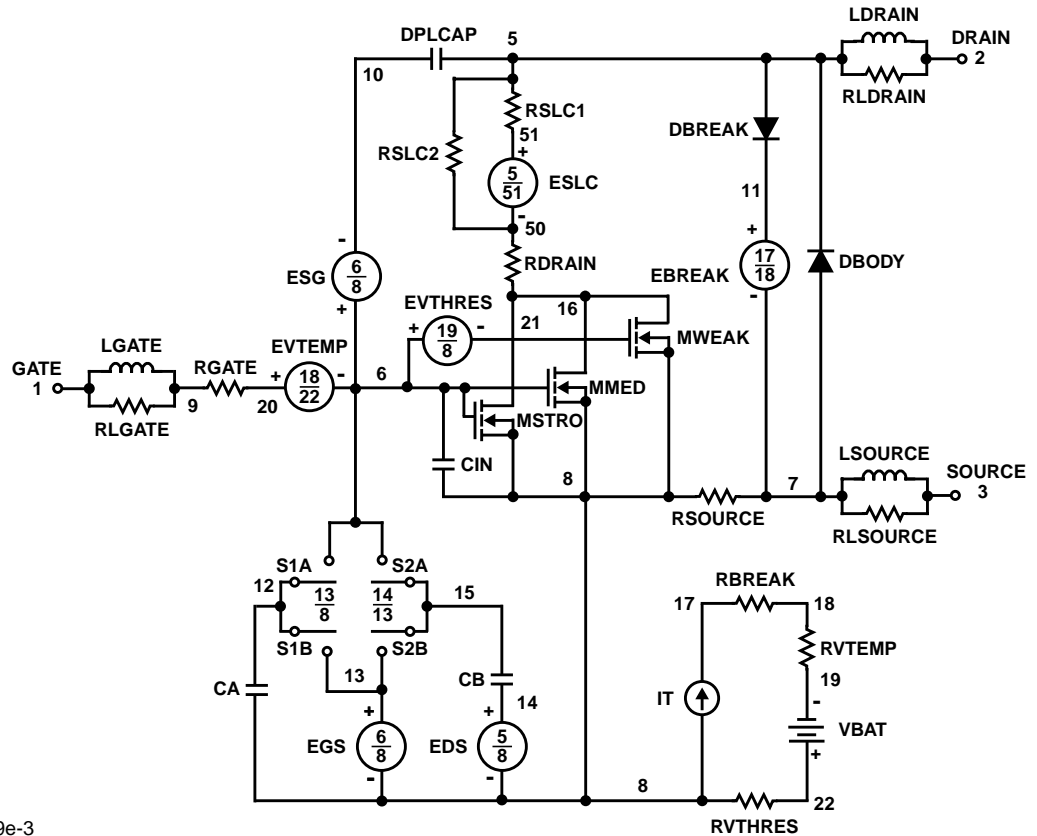 LDRAIN
DPLCAP 5 DRAIN
10 2
RSLC1 RLDRAIN
51 DBREAK
RSLC2 +
5
51 ESLC 11
-
50 +
-
ESG 6
8 RDRAIN EBREAK 17
18 DBODY
+ EVTHRES 16 -
+ 19
8 - 21 MWEAK
LGATE EVTEMP
GATE RGATE + 18
22 - 6 MMED
1 9 20 MSTRO
RLGATE LSOURCE
CIN 8 7 SOURCE
3
RSOURCE RLSOURCE
S1A S2A RBREAK
12 13
8 14
13 15 17 18
S1B S2B RVTEMP
13 CB 19
CA 14 IT -
+ + VBAT
EGS 6
8 EDS 5
8 +
- - 8 22
RVTHRES
9e-3